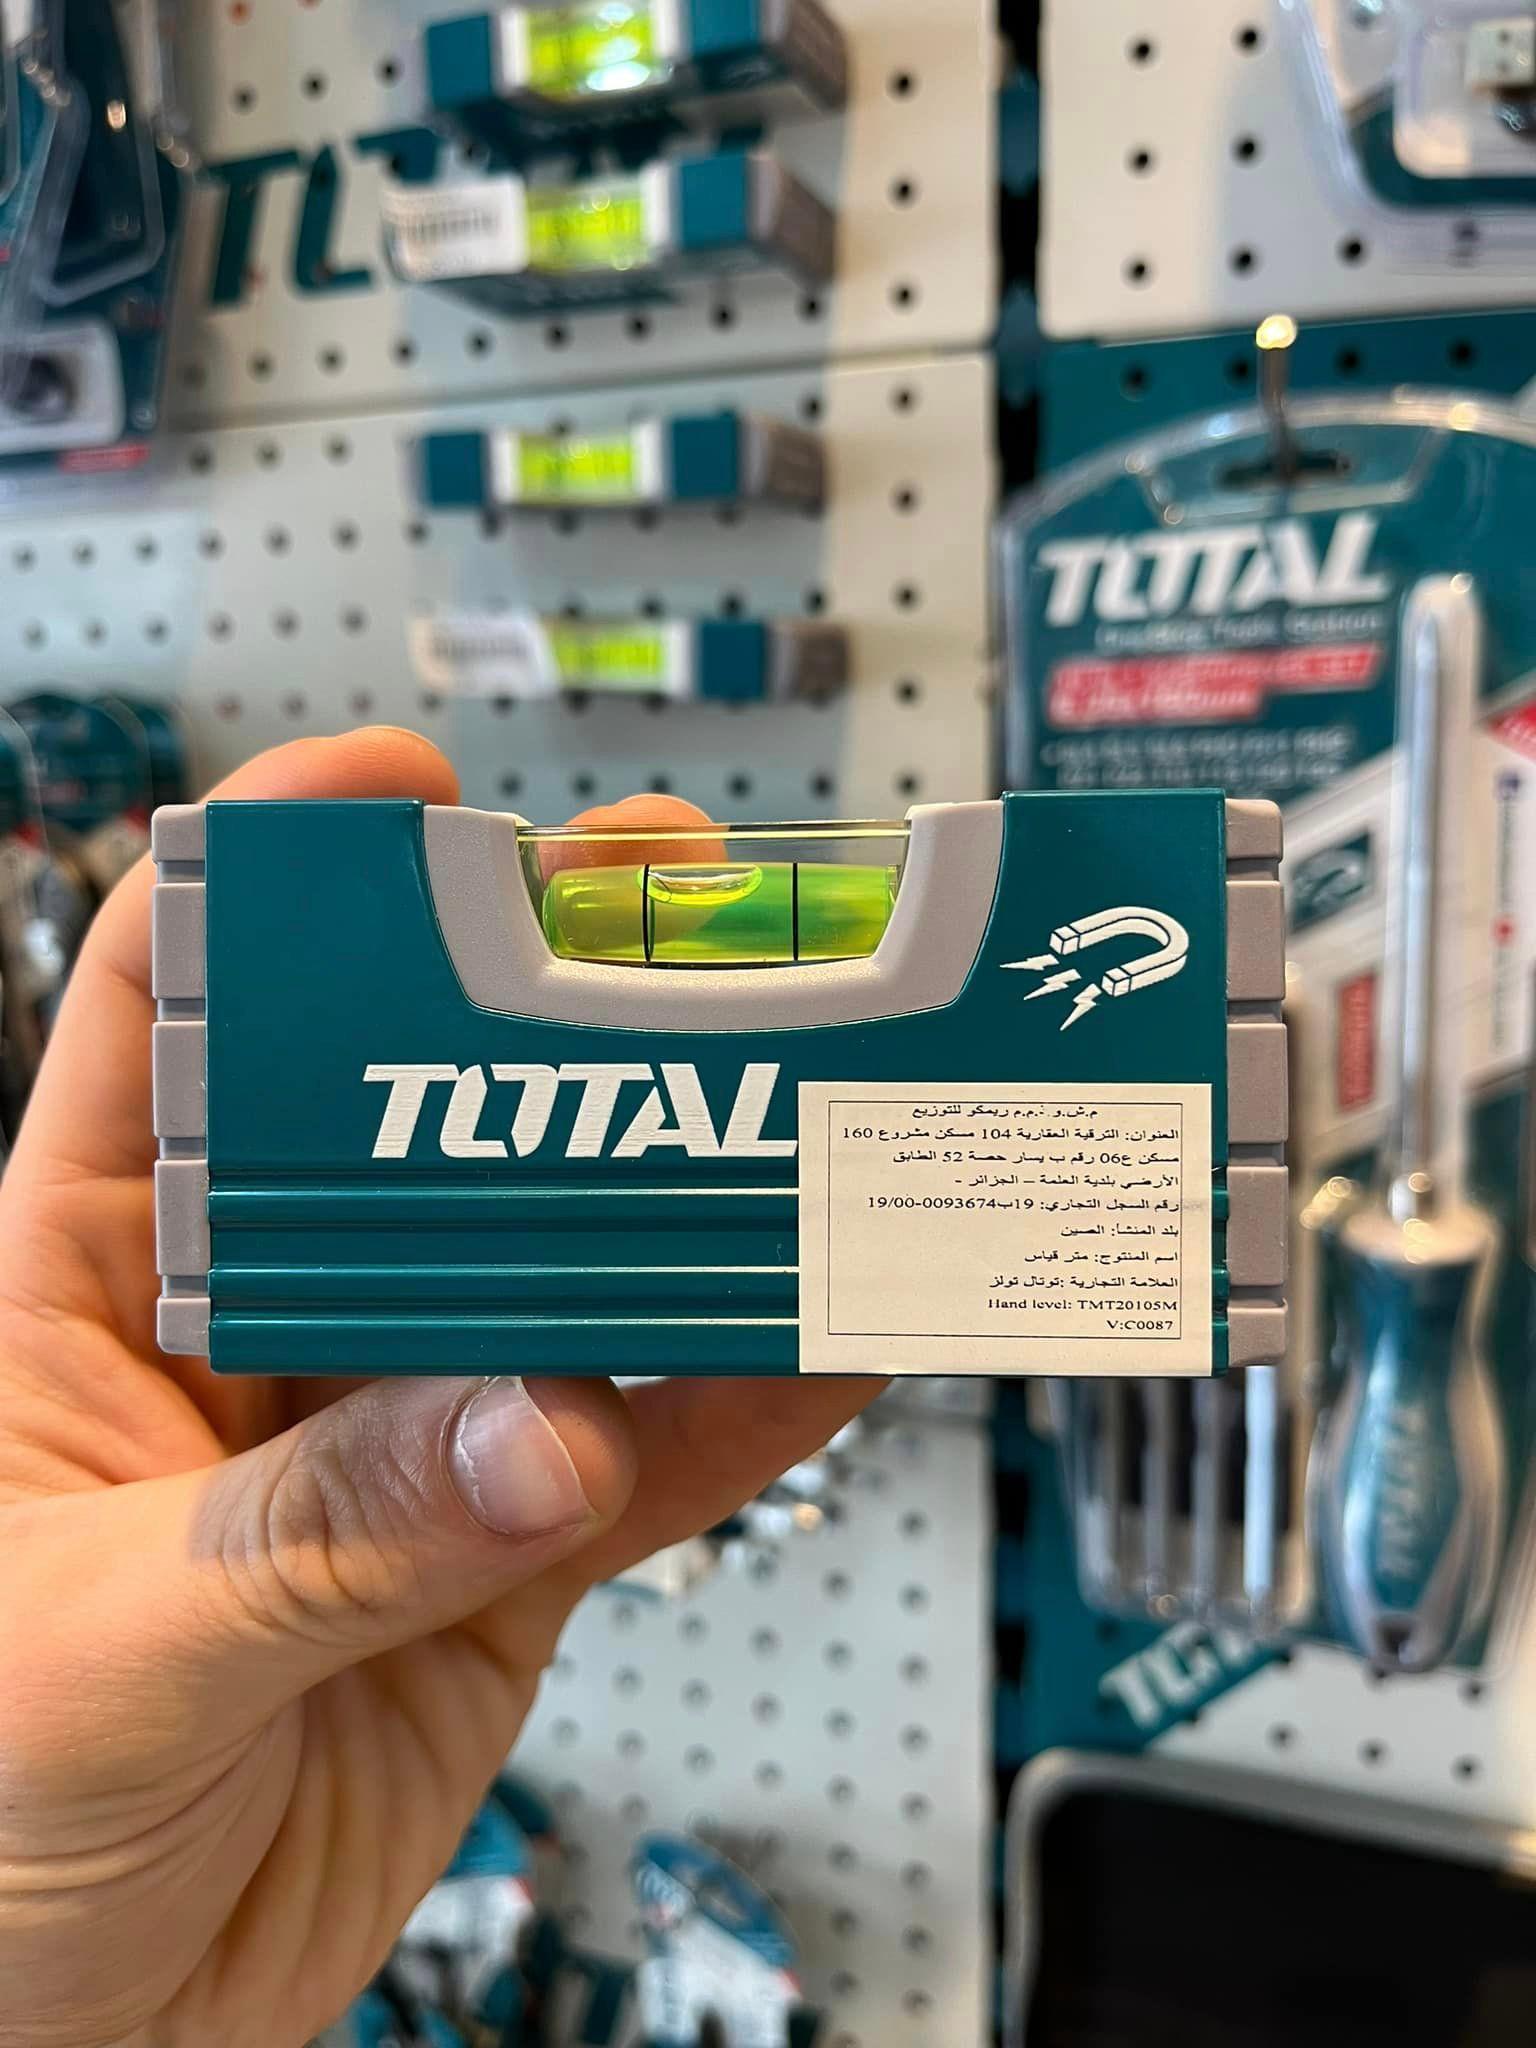 TOTAL
TOTAL
م.ش.و.ذ.م.م ريمكو للتوزيع
العنوان: الترقية العقارية 104 مسكن مشروع 160
مسكن ع06 رقم ب يسار حصة 52 الطابق
الأرضي بلدية العلمة – الجزائر -
رقم السجل التجاري: 19ب0093674-19/00
بلد المنشأ: الصين
اسم المنتوج: متر قياس
العلامة التجارية :توتال تولز
Hand level: TMT20105M
V:C0087